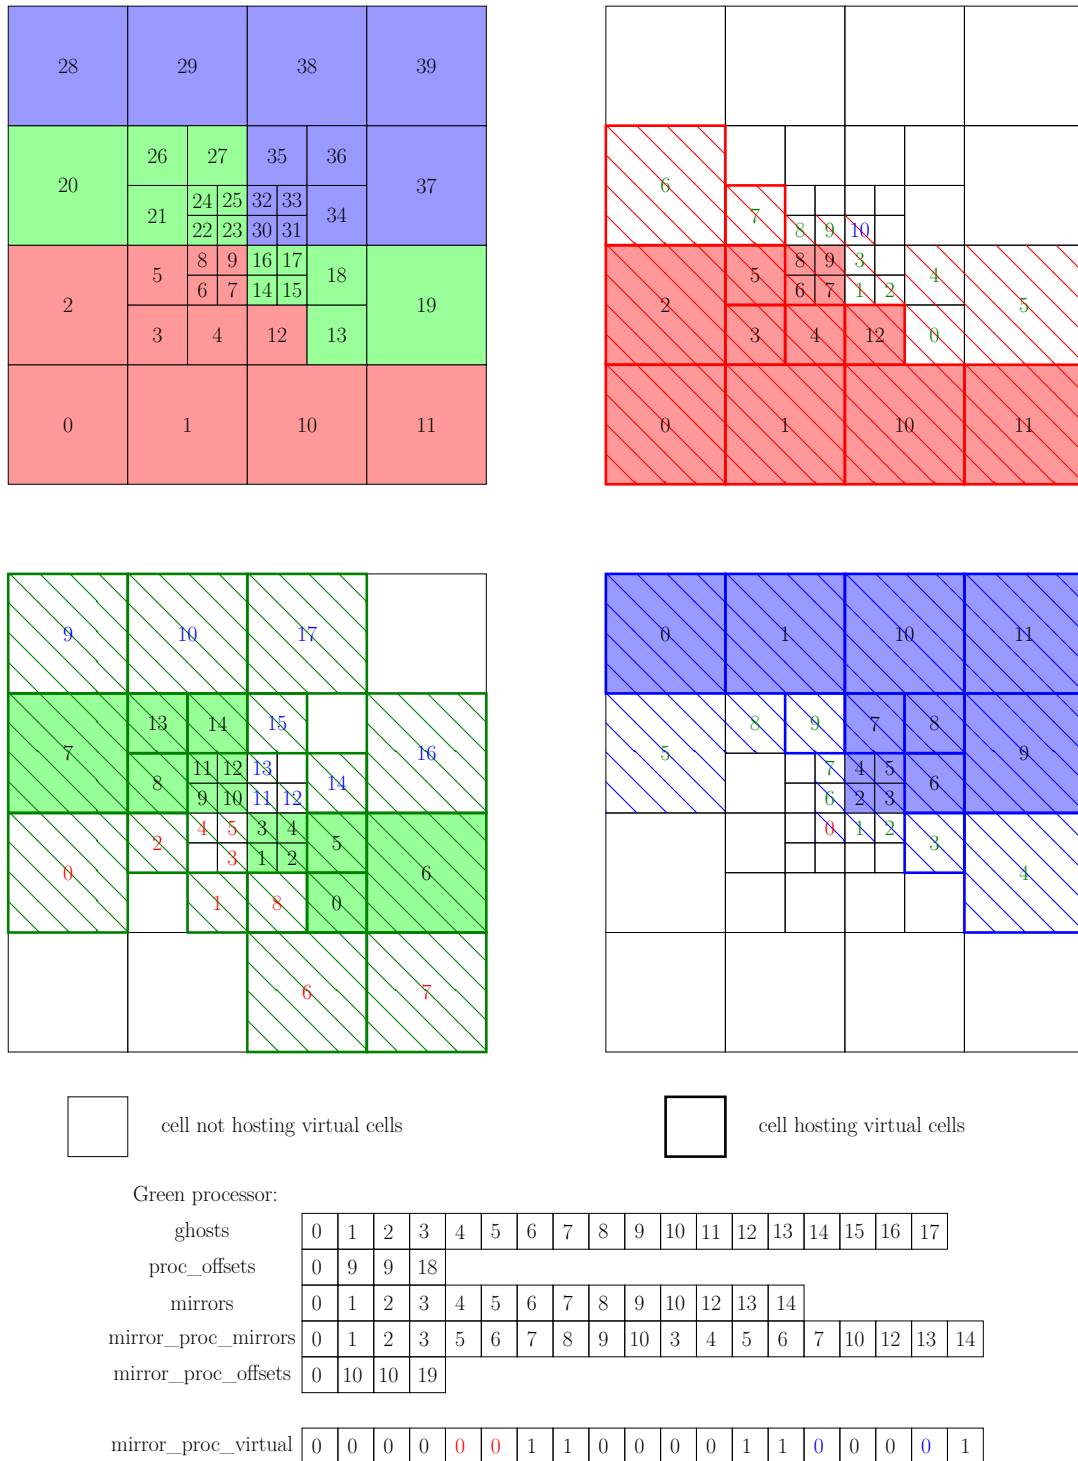 28 29 38 39
26 27 35 36
20 37
24 25 32 33
21 34
22 23 30 31
8 9 16 17
5 18
6 7 14 15
2 19
3 4 12 13
0 1 10 11
6
7
8 9 10
8 9 3
5 4
6 7 1 2
2 5
3 4 12 0
0 1 10 11
9 10 17
13 14 15
7 16
11 12 13
8 14
9 10 11 12
4 5 3 4
2 5
3 1 2
0 6
1 8 0
6 7
0 1 10 11
8 9 7 8
5 9
7 4 5
6
6 2 3
0 1 2
3
4
cell not hosting virtual cells
cell hosting virtual cells
Green processor:
ghosts 0 1 2 3 4 5 6 7 8 9 10 11 12 13 14 15 16 17
proc_offsets 0 9 9 18
mirrors 0 1 2 3 4 5 6 7 8 9 10 12 13 14
mirror_proc_mirrors 0 1 2 3 5 6 7 8 9 10 3 4 5 6 7 10 12 13 14
mirror_proc_offsets 0 10 10 19
mirror_proc_virtual 0 0 0 0 0 0 1 1 0 0 0 0 1 1 0 0 0 0 1